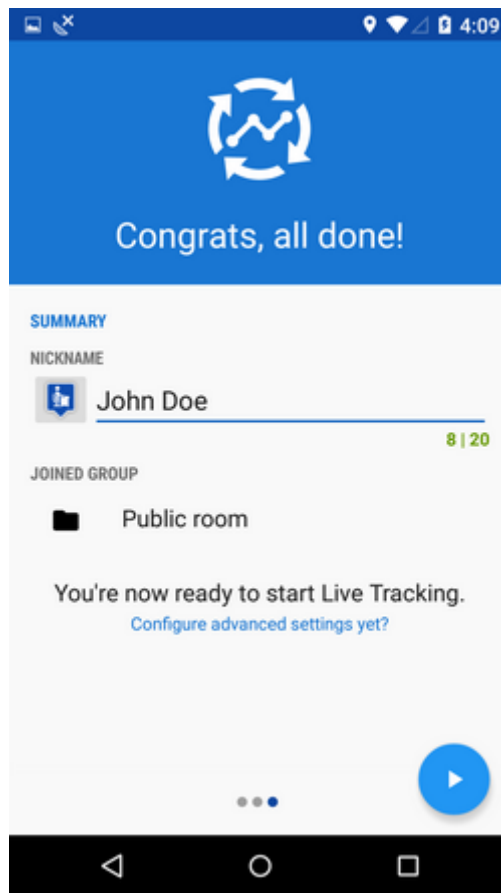 4:09
Congrats, all done!
SUMMARY
NICKNAME
John Doe
8 | 20
JOINED GROUP
Public room
You're now ready to start Live Tracking.
Configure advanced settings yet?